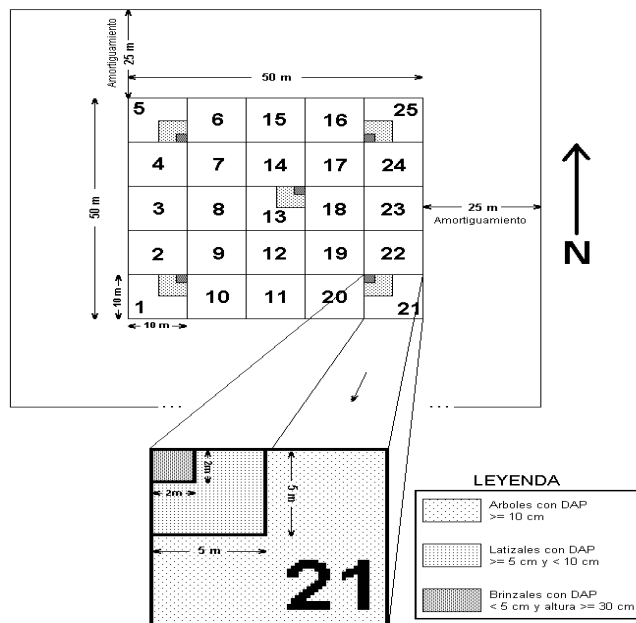 Amortiguamiento
25 m
50 m
50 m
5 6 15 16 25
4 7 14 17 24
3 8 13 18 23
2 9 12 19 22
1 10 11 20 21
10 m
10 m
25 m
Amortiguamiento
N
...
...
2m
2m
5 m
5 m
21
LEYENDA
Arboles con DAP
>= 10 cm
Latizales con DAP
>= 5 cm y < 10 cm
Brinzales con DAP
< 5 cm y altura >= 30 cm